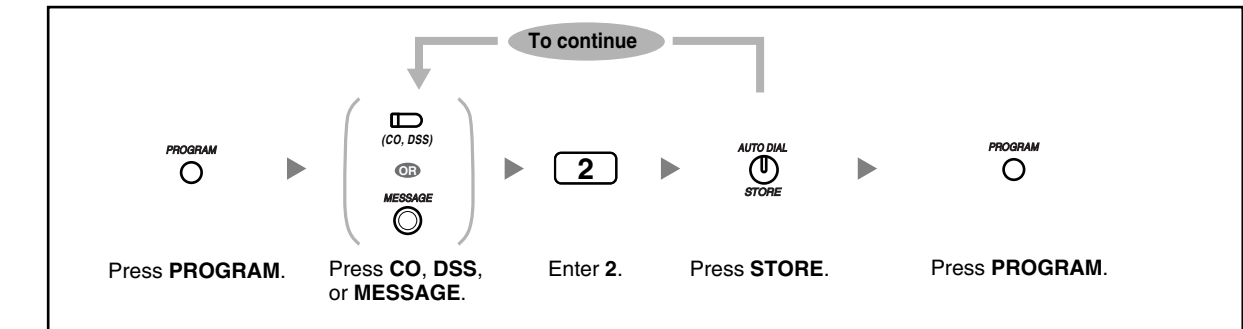 To continue
PROGRAM
(CO, DSS)
OR
MESSAGE
2
AUTO DIAL
STORE
PROGRAM
Press PROGRAM.
Press CO, DSS,
or MESSAGE.
Enter 2.
Press STORE.
Press PROGRAM.